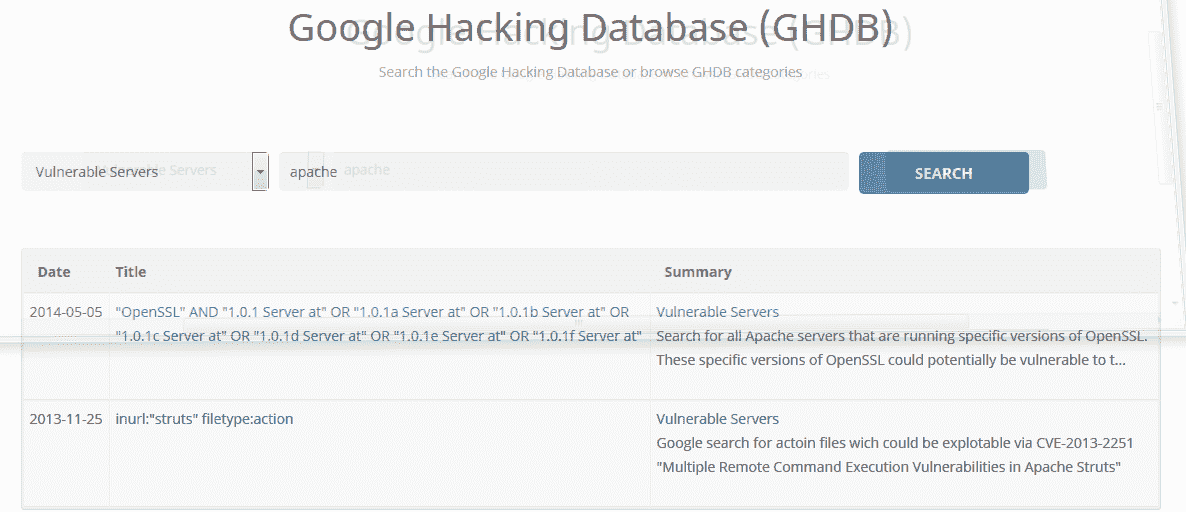 Google Hacking Database (GHDB)
Search the Google Hacking Database or browse GHDB categories
Vulnerable Servers
apache
SEARCH
Date Title Summary
2014-05-05 "OpenSSL" AND "1.0.1 Server at" OR "1.0.1a Server at" OR "1.0.1b Server at" OR
"1.0.1c Server at" OR "1.0.1d Server at" OR "1.0.1e Server at" OR "1.0.1f Server at"
Vulnerable Servers
Search for all Apache servers that are running specific versions of OpenSSL.
These specific versions of OpenSSL could potentially be vulnerable to t...
2013-11-25 inurl:"struts" filetype:action
Vulnerable Servers
Google search for actoin files wich could be explotable via CVE-2013-2251
"Multiple Remote Command Execution Vulnerabilities in Apache Struts"